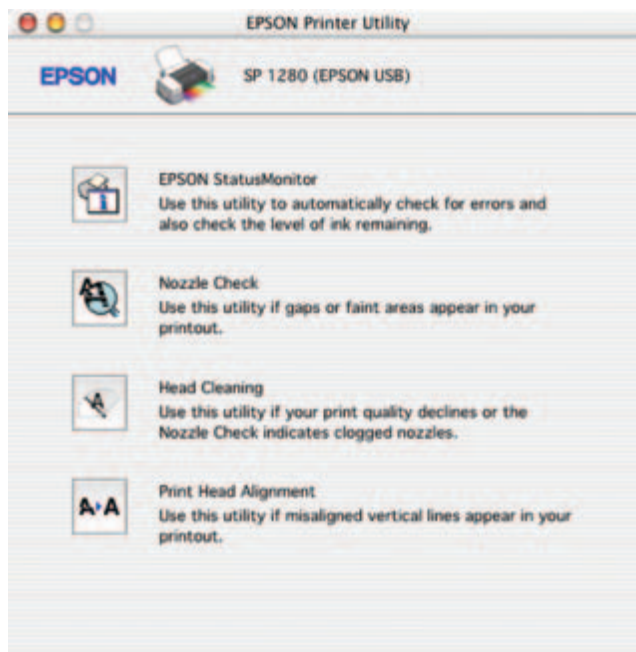 EPSON Printer Utility
EPSON SP 1280 (EPSON USB)
EPSON StatusMonitor
Use this utility to automatically check for errors and
also check the level of ink remaining.
Nozzle Check
Use this utility if gaps or faint areas appear in your
printout.
Head Cleaning
Use this utility if your print quality declines or the
Nozzle Check indicates clogged nozzles.
A A
Print Head Alignment
Use this utility if misaligned vertical lines appear in your
printout.